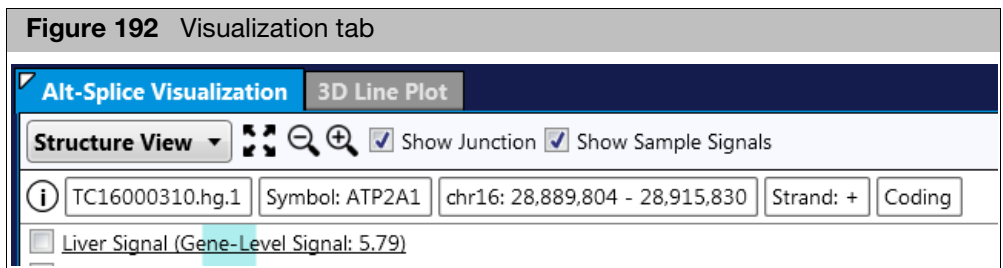 Figure 192 Visualization tab
Alt-Splice Visualization 3D Line Plot
Structure View Show Junction Show Sample Signals
i TC16000310.hg.1 Symbol: ATP2A1 chr16: 28,889,804 - 28,915,830 Strand: + Coding
Liver Signal (Gene-Level Signal: 5.79)